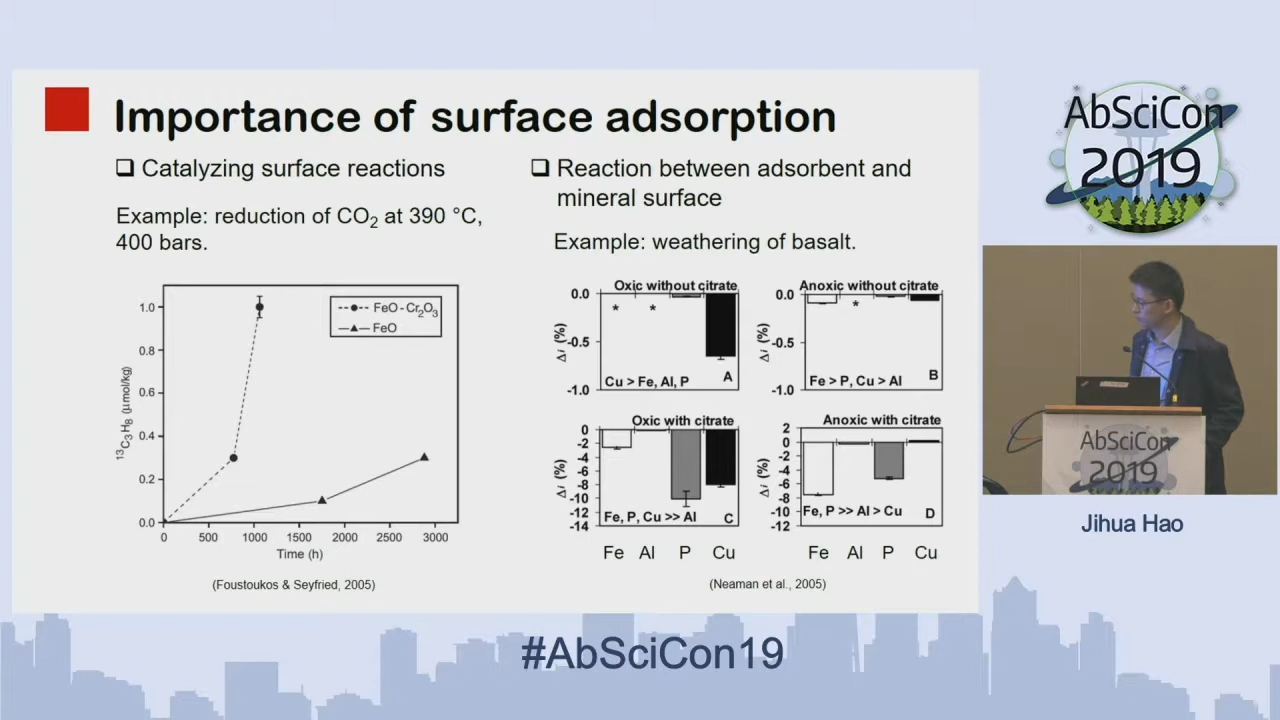 Importance of surface adsorption
❑ Catalyzing surface reactions
Example: reduction of CO2 at 390 °C,
400 bars.
1.0
0.8
0.6
0.4
0.2
0.0
13C3H8 (μmol/kg)
FeO - Cr2O3
FeO
0 500 1000 1500 2000 2500 3000
Time (h)
(Foustoukos & Seyfried, 2005)
❑ Reaction between adsorbent and
mineral surface
Example: weathering of basalt.
Oxic without citrate
0.0
-0.5
-1.0
Δi (%)
* *
Cu > Fe, Al, P A
Anoxic without citrate
0.0
-0.5
-1.0
Δi (%)
*
Fe > P, Cu > Al B
Oxic with citrate
0
-2
-4
-6
-8
-10
-12
-14
Δi (%)
Fe, P, Cu >> Al C
Anoxic with citrate
2
0
-2
-4
-6
-8
-10
-12
Δi (%)
Fe, P >> Al > Cu D
Fe Al P Cu
Fe Al P Cu
(Neaman et al., 2005)
AbSciCon
2019
AbSciCon
2019
Jihua Hao
#AbSciCon19